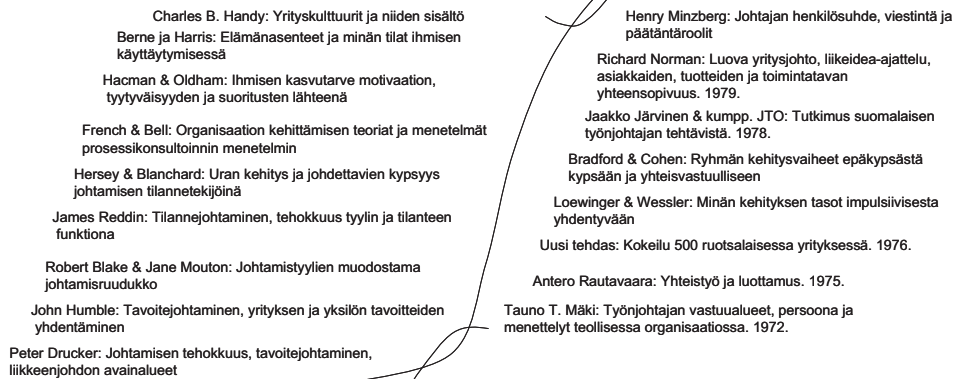 Charles B. Handy: Yrityskulttuurit ja niiden sisältö
Berne ja Harris: Elämänasenteet ja minän tilat ihmisen
käyttäytymisessä
Hacman & Oldham: Ihmisen kasvutarve motivaation,
tyytyväisyyden ja suoritusten lähteenä
French & Bell: Organisaation kehittämisen teoriat ja menetelmät
prosessikonsultoinnin menetelmin
Hersey & Blanchard: Uran kehitys ja johdettavien kypsyys
johtamisen tilannetekijöinä
James Reddin: Tilannejohtaminen, tehokkuus tyylin ja tilanteen
funktiona
Robert Blake & Jane Mouton: Johtamistyylien muodostama
johtamisruudukko
John Humble: Tavoitejohtaminen, yrityksen ja yksilön tavoitteiden
yhdentäminen
Peter Drucker: Johtamisen tehokkuus, tavoitejohtaminen,
liikkeenjohdon avainalueet
Henry Minzberg: Johtajan henkilösuhde, viestintä ja
päätäntäroolit
Richard Norman: Luova yritysjohto, liikeidea-ajattelu,
asiakkaiden, tuotteiden ja toimintatavan
yhteensopivuus. 1979.
Jaakko Järvinen & kumpp. JTO: Tutkimus suomalaisen
työnjohtajan tehtävistä. 1978.
Bradford & Cohen: Ryhmän kehitysvaiheet epäkypsästä
kypsään ja yhteisvastuulliseen
Loewinger & Wessler: Minän kehityksen tasot impulsiivisesta
yhdentyvään
Uusi tehdas: Kokeilu 500 ruotsalaisessa yrityksessä. 1976.
Antero Rautavaara: Yhteistyö ja luottamus. 1975.
Tauno T. Mäki: Työnjohtajan vastuualueet, persoona ja
menettelyt teollisessa organisaatiossa. 1972.